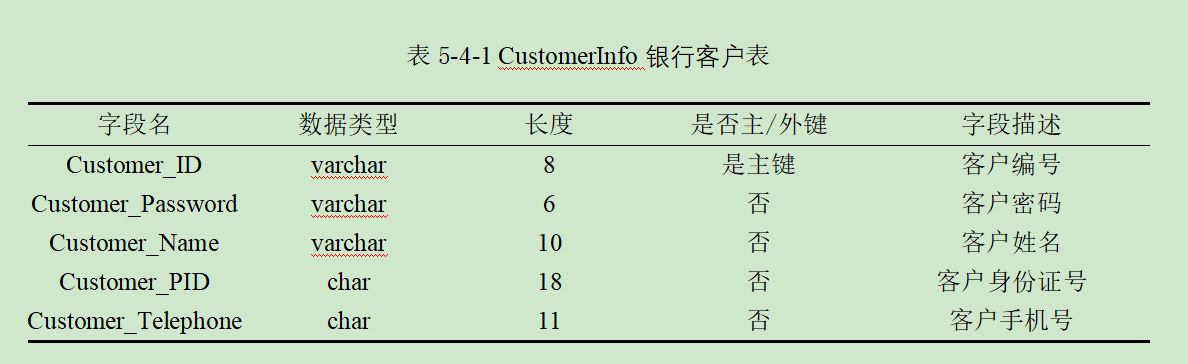 表 5-4-1 CustomerInfo 银行客户表
字段名 数据类型 长度 是否主/外键 字段描述
Customer_ID varchar 8 是主键 客户编号
Customer_Password varchar 6 否 客户密码
Customer_Name varchar 10 否 客户姓名
Customer_PID char 18 否 客户身份证号
Customer_Telephone char 11 否 客户手机号